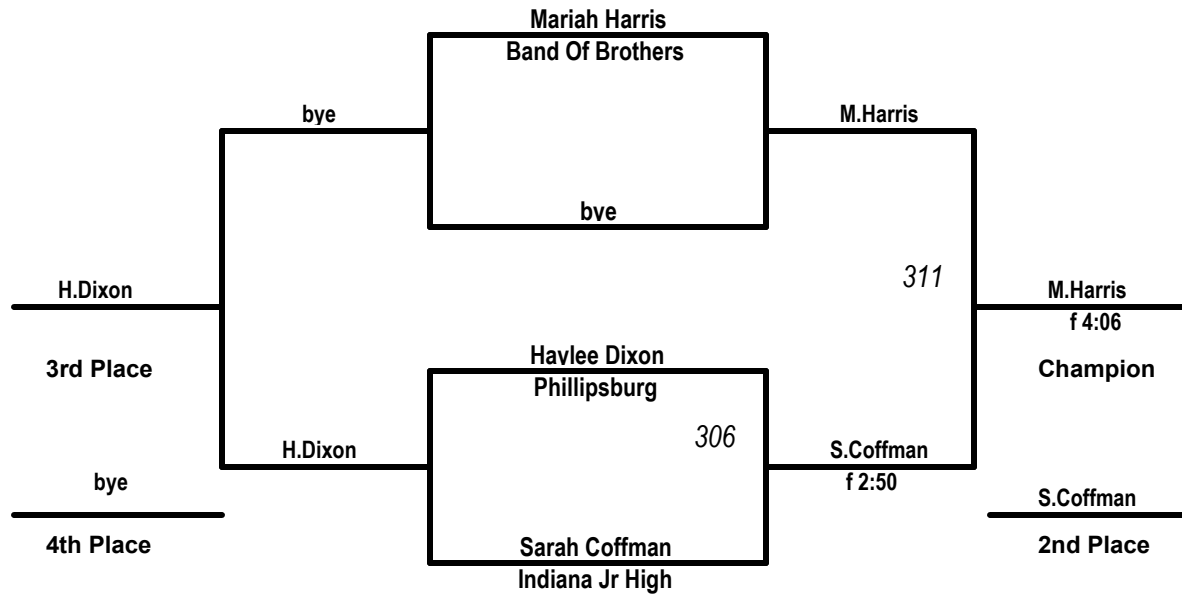 Mariah Harris
Band Of Brothers
bye
M.Harris
bye
311
H.Dixon
M.Harris
f 4:06
3rd Place
Haylee Dixon
Champion
Phillipsburg
306
H.Dixon
S.Coffman
f 2:50
bye
S.Coffman
4th Place
Sarah Coffman
2nd Place
Indiana Jr High